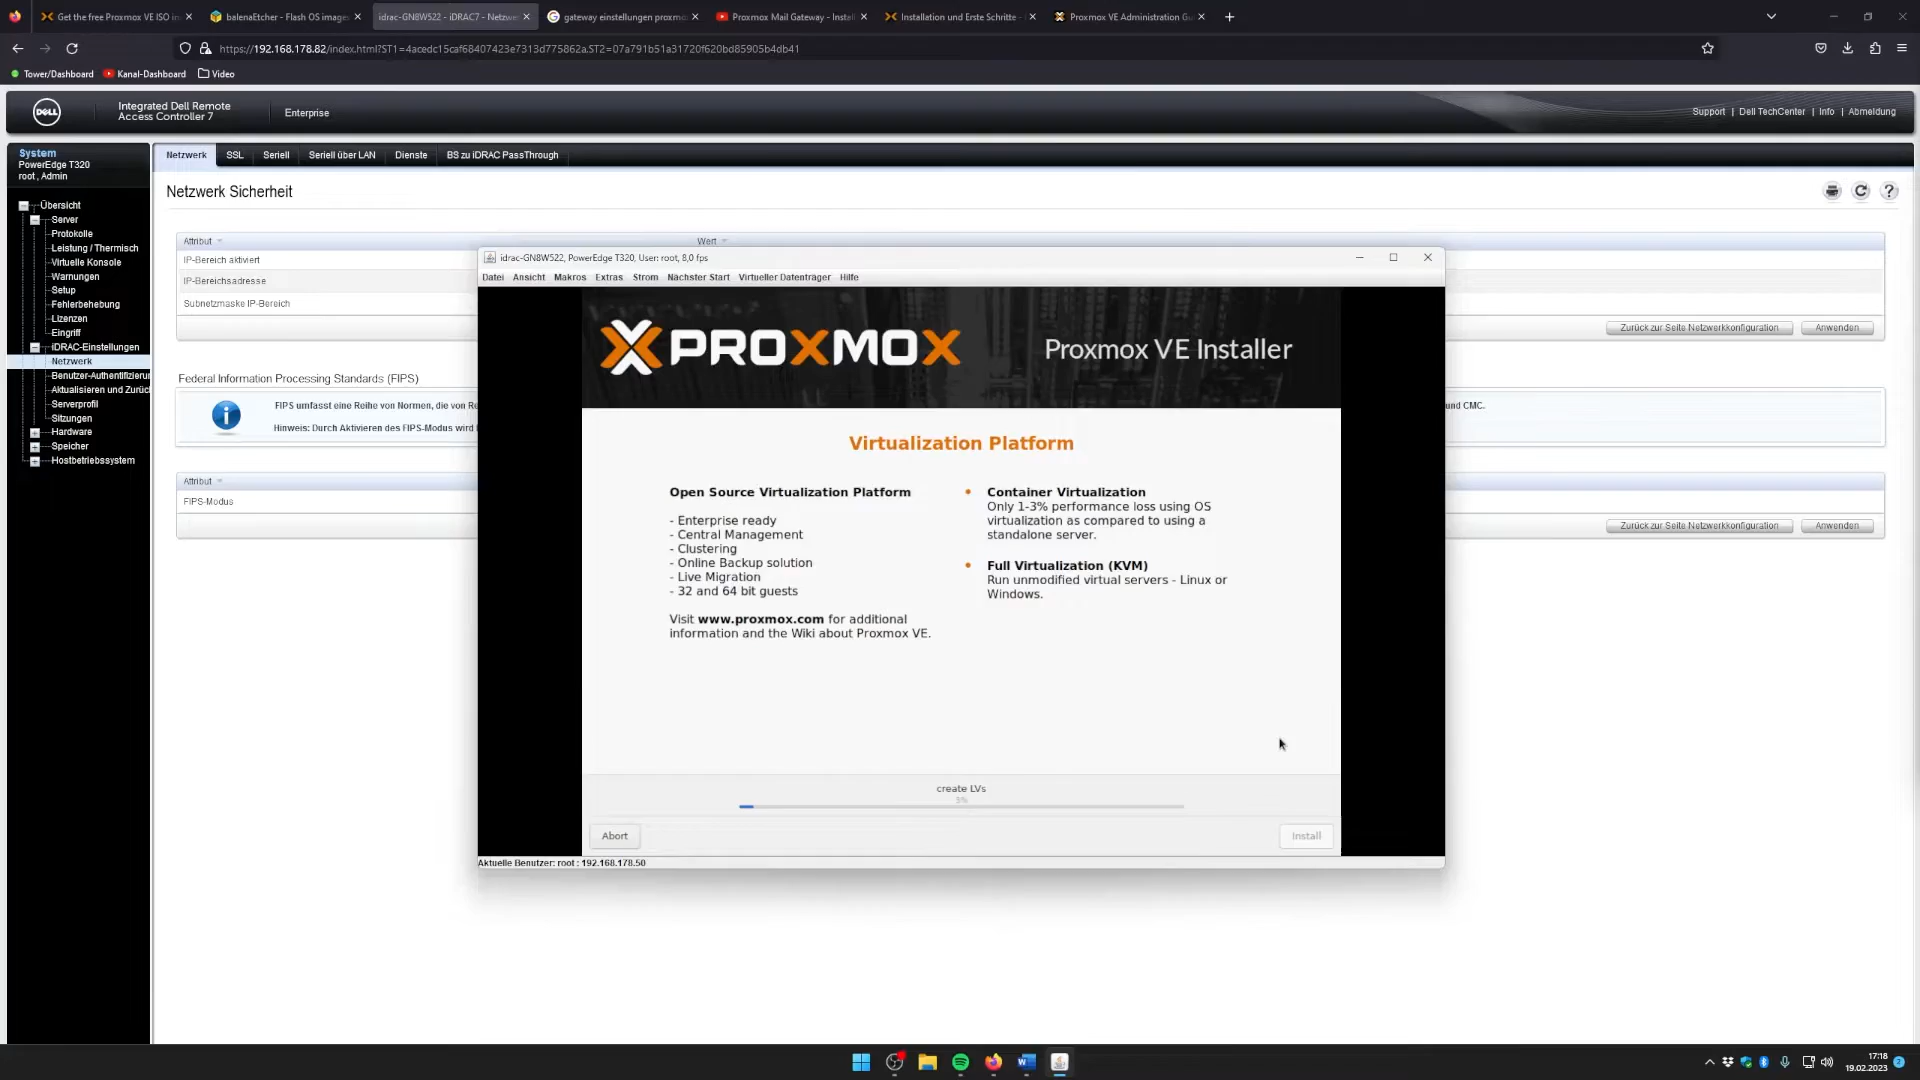 Get the free Proxmox VE ISO in
balenaEtcher - Flash OS images
idrac-GN8W522 - iDRAC7 - Netzwe
gateway einstellungen proxmo
Proxmox Mail Gateway - Instal
Installation und Erste Schritte -
Proxmox VE Administration Gu
https://192.168.178.82/index.html?ST1=4acedc15caf68407423e7313d775862a,ST2=07a791b51a31720f620bd85905b4db41
Tower/Dashboard
Kanal-Dashboard
Video
DELL
Integrated Dell Remote
Access Controller 7
Enterprise
Support | Dell TechCenter | Info | Abmeldung
System
PowerEdge T320
root , Admin
Netzwerk
SSL
Seriell
Seriell über LAN
Dienste
BS zu iDRAC PassThrough
Netzwerk Sicherheit
Übersicht
Server
Protokolle
Leistung / Thermisch
Virtuelle Konsole
Warnungen
Setup
Fehlerbehebung
Lizenzen
Eingriff
iDRAC-Einstellungen
Netzwerk
Benutzer-Authentifizierun
Aktualisieren und Zurück
Serverprofil
Sitzungen
Hardware
Speicher
Hostbetriebssystem
Attribut
Wert
IP-Bereich aktiviert
IP-Bereichsadresse
Subnetzmaske IP-Bereich
Zurück zur Seite Netzwerkkonfiguration
Anwenden
Federal Information Processing Standards (FIPS)
FIPS umfasst eine Reihe von Normen, die von Re
und CMC.
Hinweis: Durch Aktivieren des FIPS-Modus wird
Attribut
FIPS-Modus
Zurück zur Seite Netzwerkkonfiguration
Anwenden
idrac-GN8W522, PowerEdge T320, User: root, 8,0 fps
Datei Ansicht Makros Extras Strom Nächster Start Virtueller Datenträger Hilfe
PROXMOX
Proxmox VE Installer
Virtualization Platform
Open Source Virtualization Platform
- Enterprise ready
- Central Management
- Clustering
- Online Backup solution
- Live Migration
- 32 and 64 bit guests
Visit www.proxmox.com for additional
information and the Wiki about Proxmox VE.
Container Virtualization
Only 1-3% performance loss using OS
virtualization as compared to using a
standalone server.
Full Virtualization (KVM)
Run unmodified virtual servers - Linux or
Windows.
create LVs
3%
Abort
Install
Aktuelle Benutzer: root : 192.168.178.50
17:18
19.02.2023